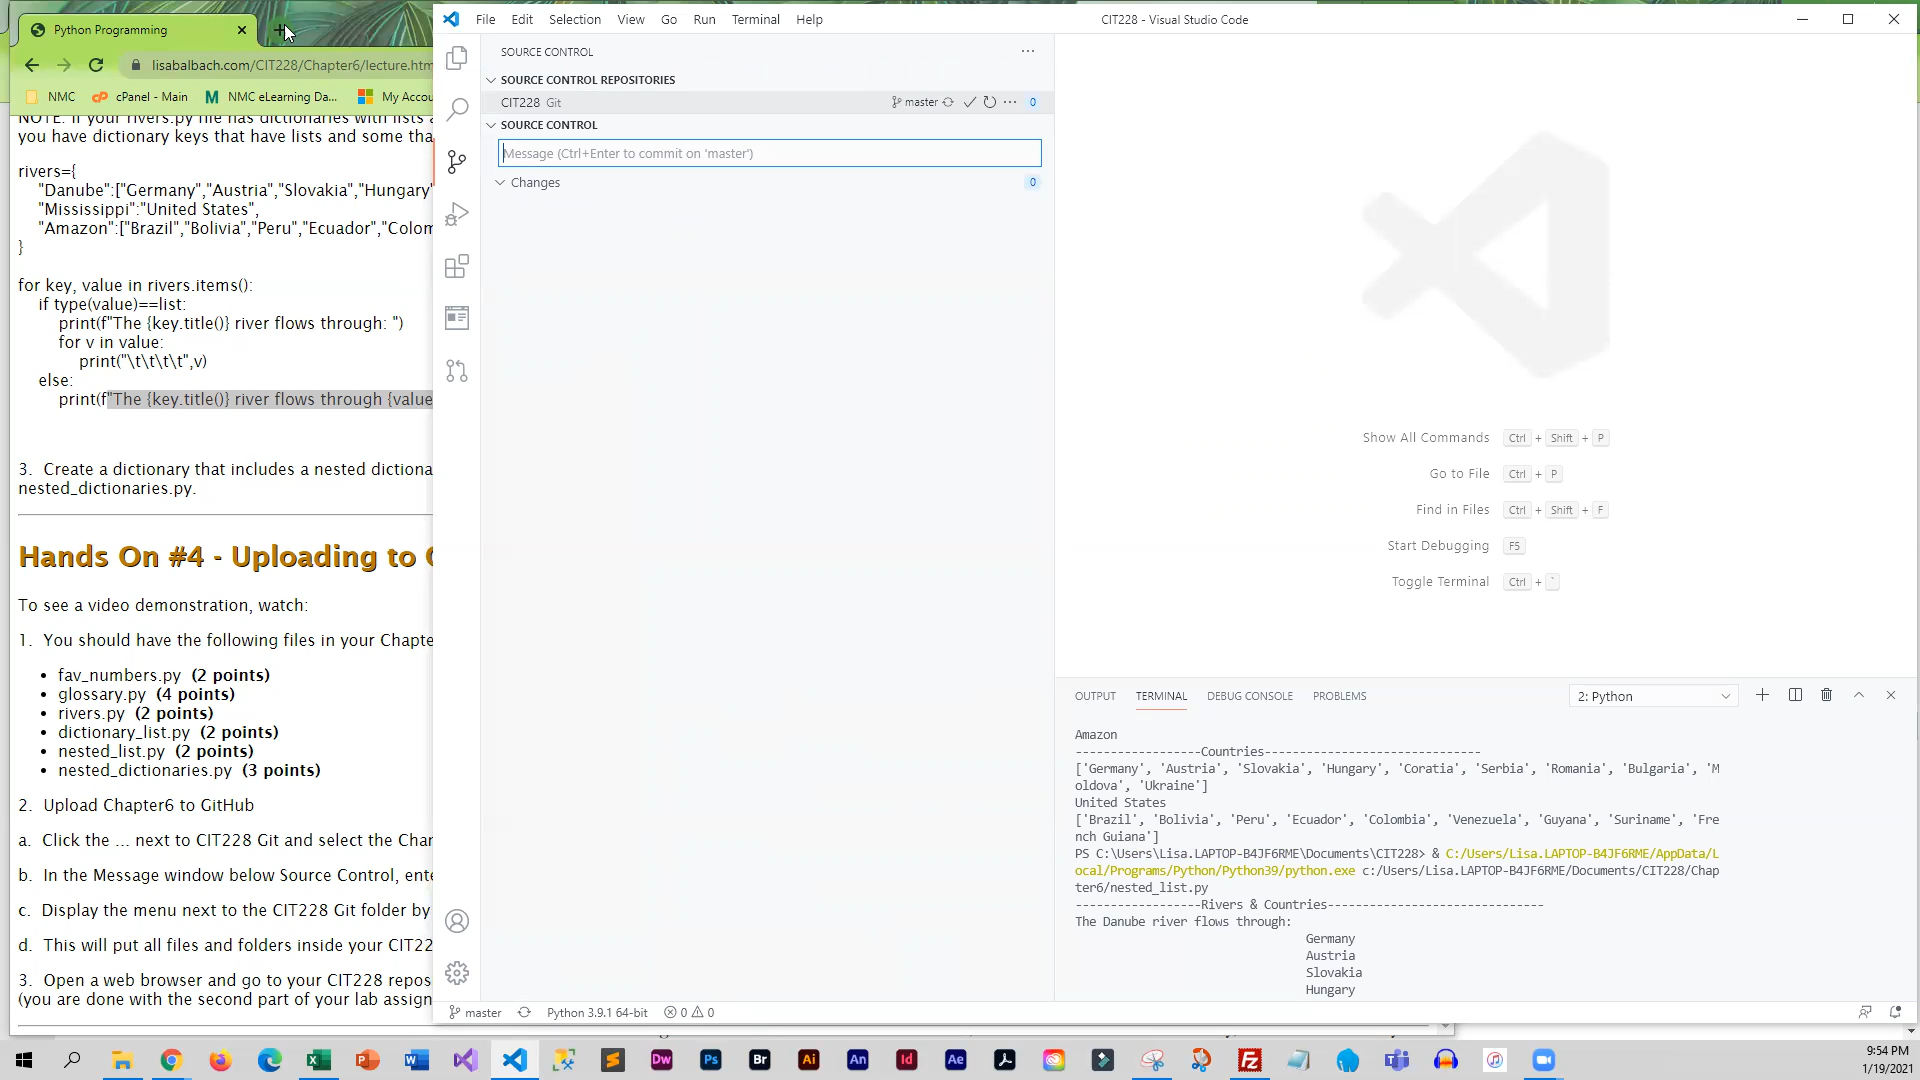 Python Programming
lisabalbach.com/CIT228/Chapter6/lecture.htm
NMC
cPanel - Main
NMC eLearning Da...
My Accou
you have dictionary keys that have lists and some tha
rivers={
"Danube":["Germany","Austria","Slovakia","Hungary"
"Mississippi":"United States",
"Amazon":["Brazil","Bolivia","Peru","Ecuador","Colom
}
for key, value in rivers.items():
if type(value)==list:
print(f"The {key.title()} river flows through: ")
for v in value:
print("\t\t\t\t",v)
else:
print(f"The {key.title()} river flows through {value
3. Create a dictionary that includes a nested dictiona
nested_dictionaries.py.
Hands On #4 - Uploading to
To see a video demonstration, watch:
1. You should have the following files in your Chapte
• fav_numbers.py (2 points)
• glossary.py (4 points)
• rivers.py (2 points)
• dictionary_list.py (2 points)
• nested_list.py (2 points)
• nested_dictionaries.py (3 points)
2. Upload Chapter6 to GitHub
a. Click the ... next to CIT228 Git and select the Char
b. In the Message window below Source Control, ente
c. Display the menu next to the CIT228 Git folder by
d. This will put all files and folders inside your CIT22
3. Open a web browser and go to your CIT228 repos
(you are done with the second part of your lab assign
File Edit Selection View Go Run Terminal Help
CIT228 - Visual Studio Code
SOURCE CONTROL
SOURCE CONTROL REPOSITORIES
CIT228 Git
master
0
SOURCE CONTROL
Message (Ctrl+Enter to commit on 'master')
Changes
0
Show All Commands Ctrl + Shift + P
Go to File Ctrl + P
Find in Files Ctrl + Shift + F
Start Debugging F5
Toggle Terminal Ctrl + `
OUTPUT TERMINAL DEBUG CONSOLE PROBLEMS
2: Python
Amazon
------------------Countries-------------------------------
['Germany', 'Austria', 'Slovakia', 'Hungary', 'Coratia', 'Serbia', 'Romania', 'Bulgaria', 'M
oldova', 'Ukraine']
United States
['Brazil', 'Bolivia', 'Peru', 'Ecuador', 'Colombia', 'Venezuela', 'Guyana', 'Suriname', 'Fre
nch Guiana']
PS C:\Users\Lisa.LAPTOP-B4JF6RME\Documents\CIT228> & C:/Users/Lisa.LAPTOP-B4JF6RME/AppData/L
ocal/Programs/Python/Python39/python.exe c:/Users/Lisa.LAPTOP-B4JF6RME/Documents/CIT228/Chap
ter6/nested_list.py
------------------Rivers & Countries-------------------------------
The Danube river flows through:
Germany
Austria
Slovakia
Hungary
master
Python 3.9.1 64-bit
0 0
9:54 PM
1/19/2021